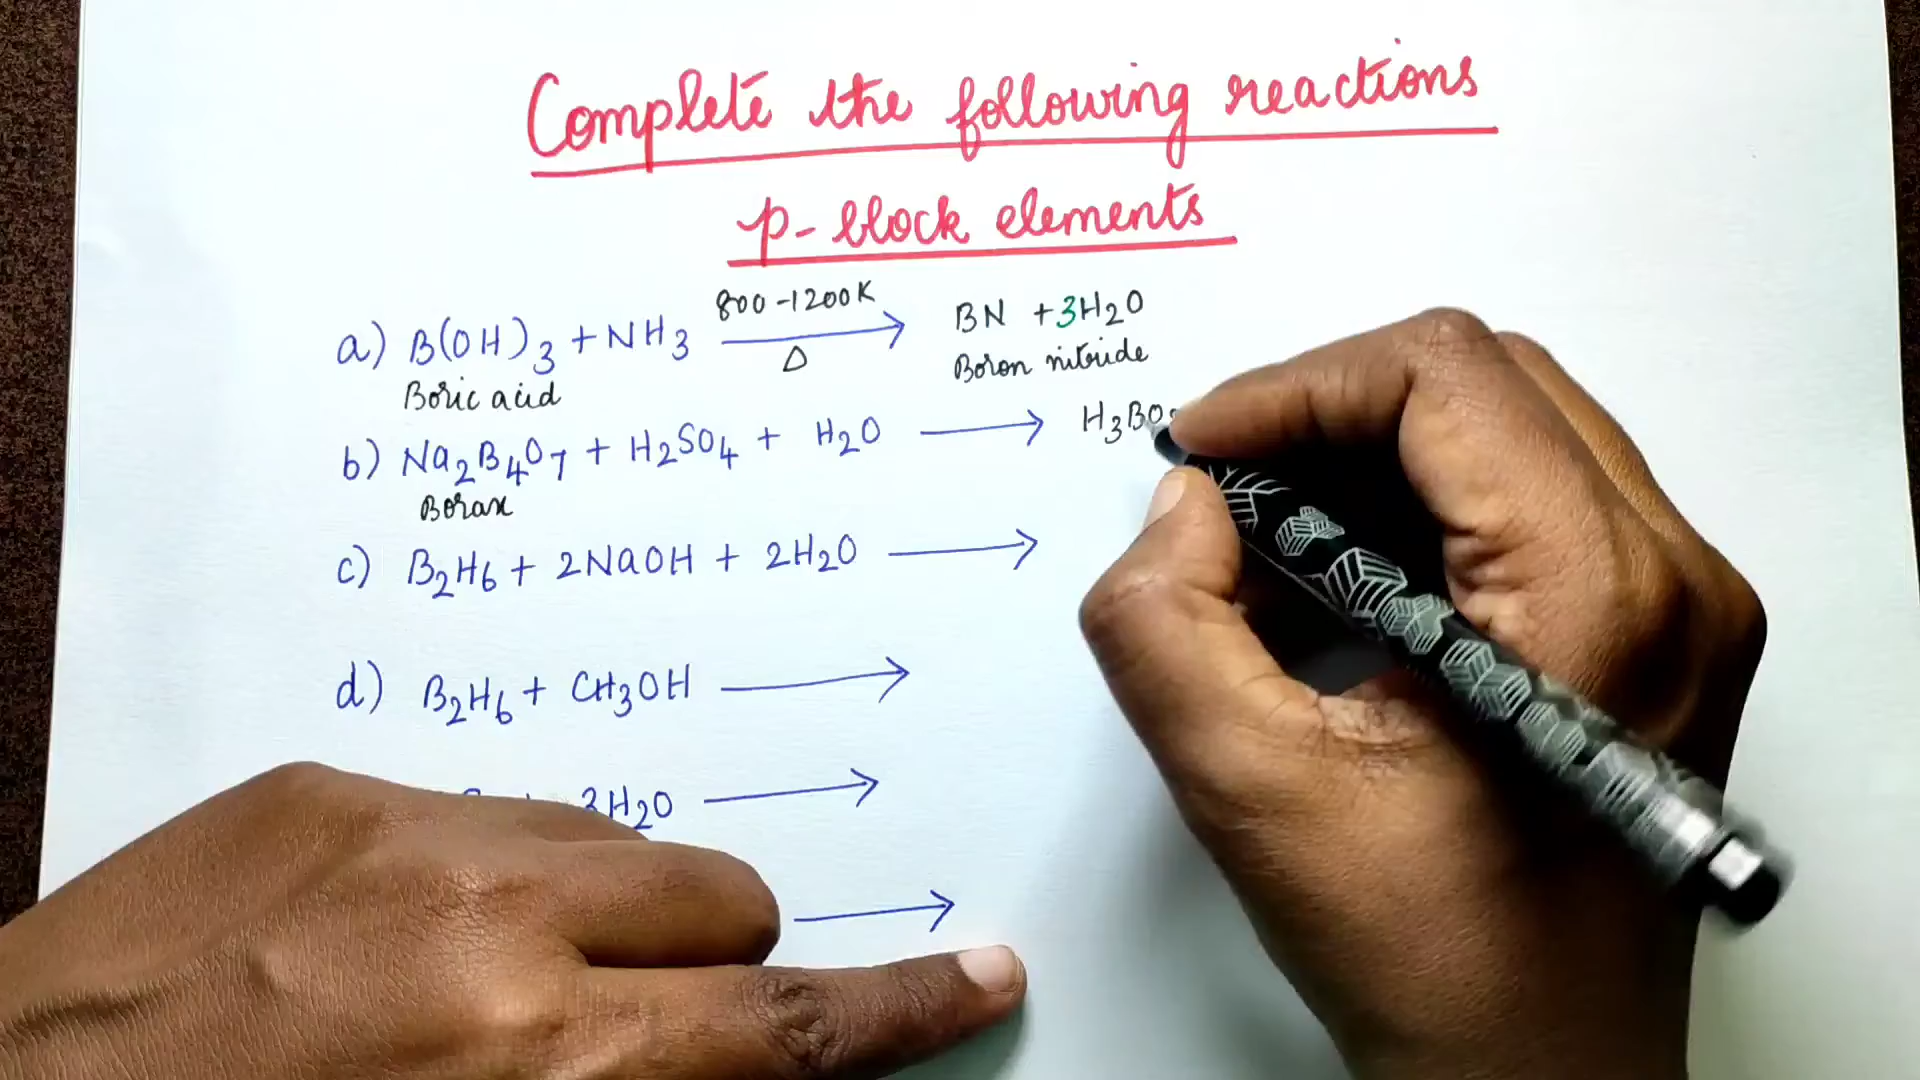 Complete the following reactions
p- block elements
a) B(OH)3 + NH3 800-1200K Δ → BN + 3H2O
Boric acid Boron nitride
b) Na2B4O7 + H2SO4 + H2O → H3BO
Borax
c) B2H6 + 2NaOH + 2H2O →
d) B2H6 + CH3OH →
3H2O →
→